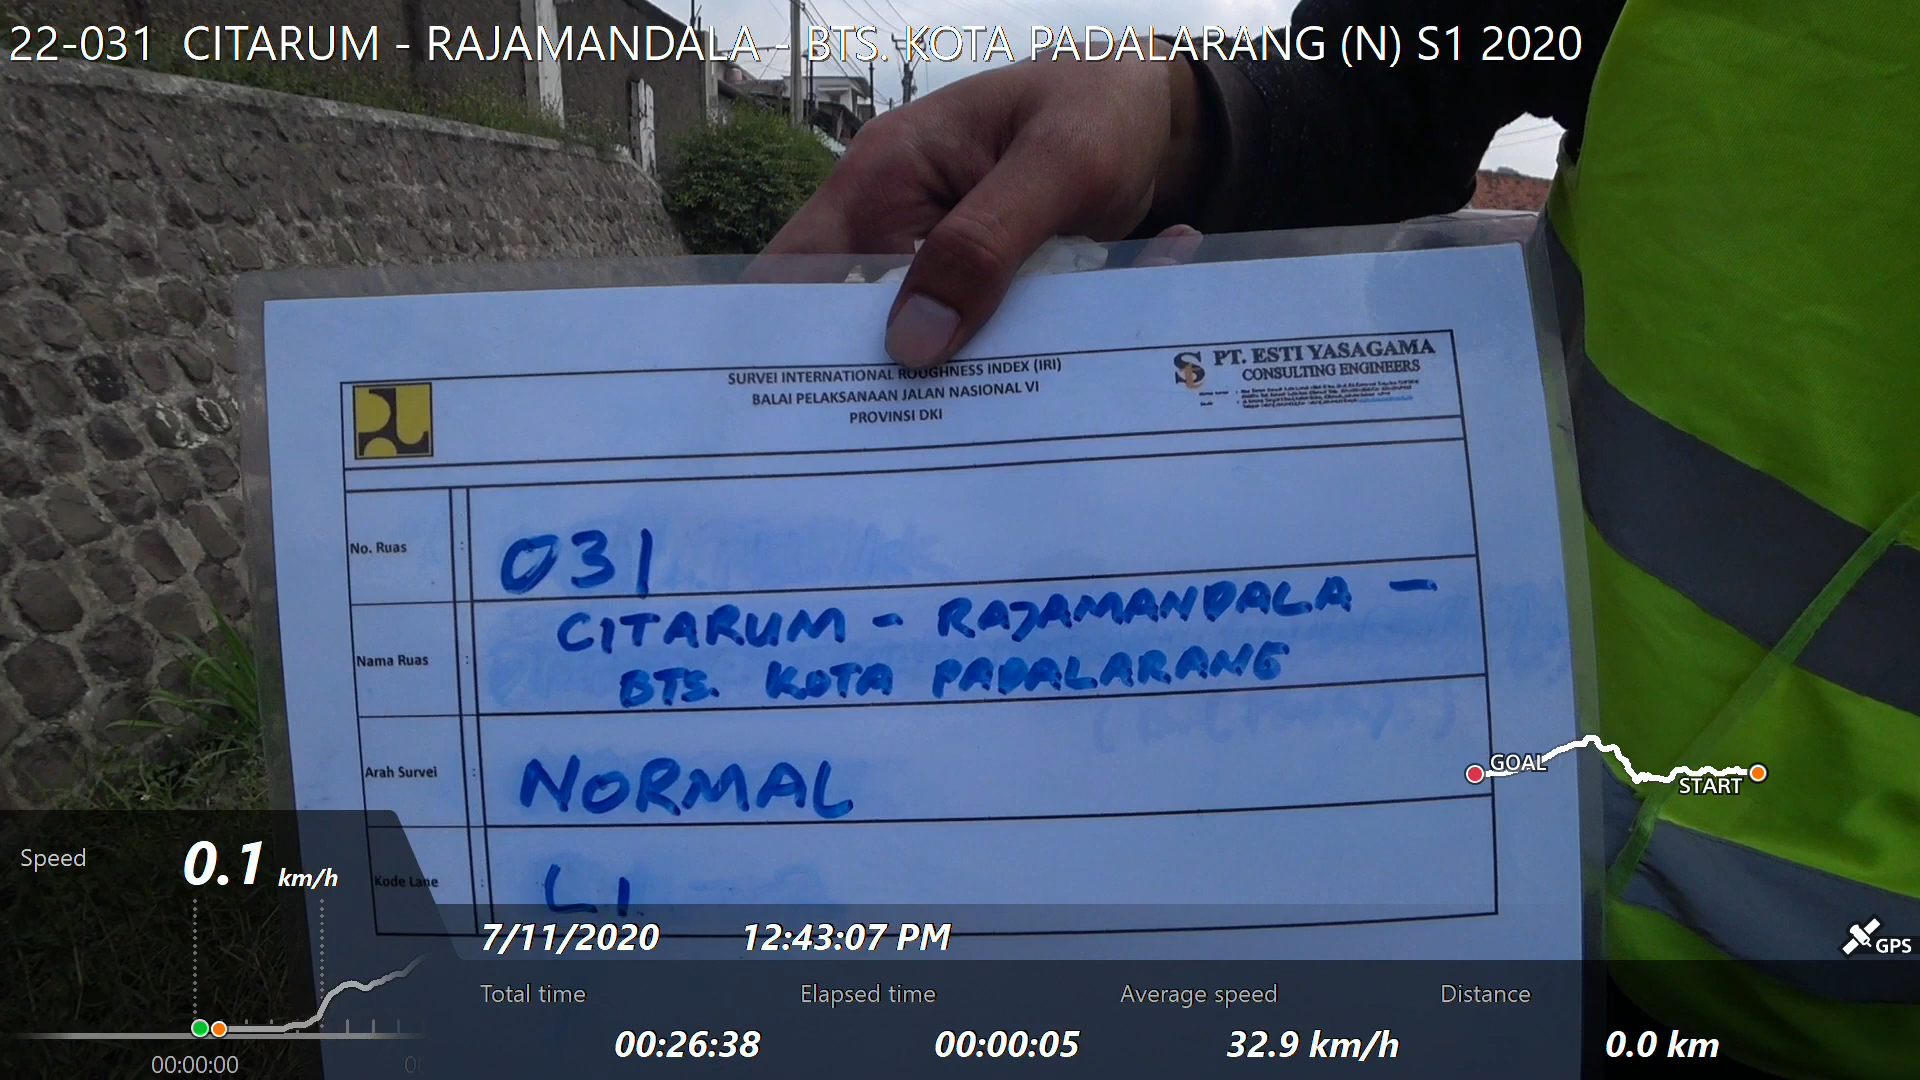 22-031 CITARUM - RAJAMANDALA - BTS. KOTA PADALARANG (N) S1 2020
SURVEI INTERNATIONAL ROUGHNESS INDEX (IRI)
BALAI PELAKSANAAN JALAN NASIONAL VI
PROVINSI DKI
PT. ESTI YASAGAMA
CONSULTING ENGINEERS
No. Ruas : 031
Nama Ruas : CITARUM - RAJAMANDALA -
BTS. KOTA PADALARANG
Arah Survei : NORMAL
Kode Lane : L1
GOAL
START
Speed 0.1 km/h
00:00:00
7/11/2020 12:43:07 PM
GPS
Total time Elapsed time Average speed Distance
00:26:38 00:00:05 32.9 km/h 0.0 km